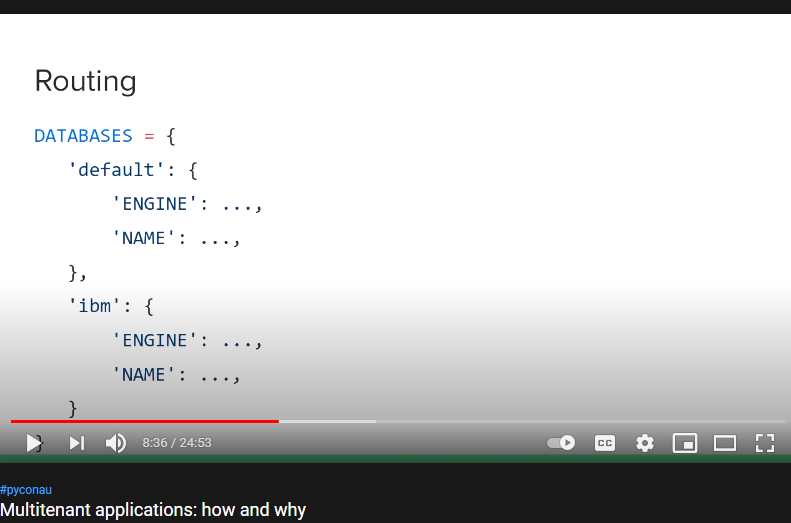 Routing
DATABASES = {
    'default': {
        'ENGINE': ...,
        'NAME': ...,
    },
    'ibm': {
        'ENGINE': ...,
        'NAME': ...,
    }
}
8:36 / 24:53
CC
#pyconau
Multitenant applications: how and why